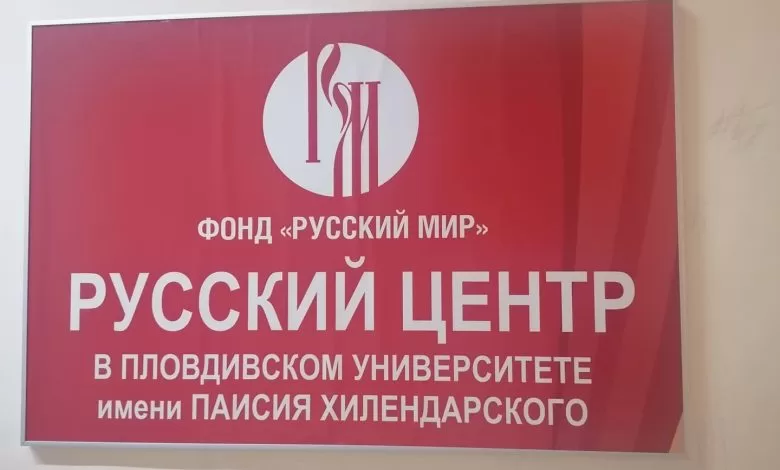 ФОНД «РУССКИЙ МИР»
РУССКИЙ ЦЕНТР
В ПЛОВДИВСКОМ УНИВЕРСИТЕТЕ
имени ПАИСИЯ ХИЛЕНДАРСКОГО